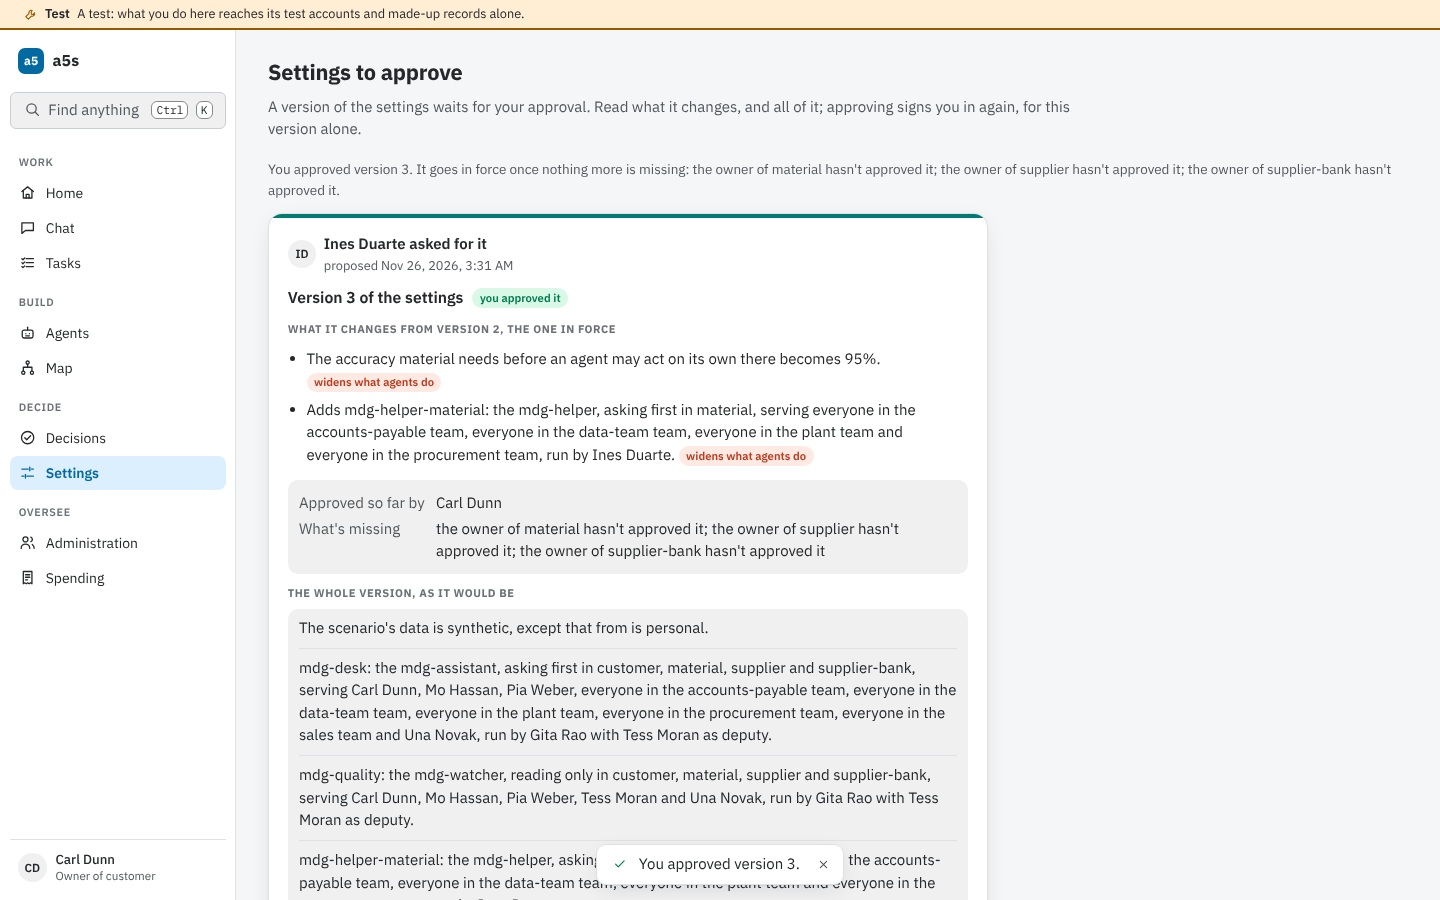 Test A test: what you do here reaches its test accounts and made-up records alone.
a5 a5s
Find anything Ctrl K
WORK
Home
Chat
Tasks
BUILD
Agents
Map
DECIDE
Decisions
Settings
OVERSEE
Administration
Spending
CD Carl Dunn
Owner of customer
Settings to approve
A version of the settings waits for your approval. Read what it changes, and all of it; approving signs you in again, for this
version alone.
You approved version 3. It goes in force once nothing more is missing: the owner of material hasn't approved it; the owner of supplier hasn't approved it; the owner of supplier-bank hasn't
approved it.
ID Ines Duarte asked for it
proposed Nov 26, 2026, 3:31 AM
Version 3 of the settings you approved it
WHAT IT CHANGES FROM VERSION 2, THE ONE IN FORCE
• The accuracy material needs before an agent may act on its own there becomes 95%.
widens what agents do
• Adds mdg-helper-material: the mdg-helper, asking first in material, serving everyone in the
accounts-payable team, everyone in the data-team team, everyone in the plant team and
everyone in the procurement team, run by Ines Duarte. widens what agents do
Approved so far by Carl Dunn
What's missing the owner of material hasn't approved it; the owner of supplier hasn't
approved it; the owner of supplier-bank hasn't approved it
THE WHOLE VERSION, AS IT WOULD BE
The scenario's data is synthetic, except that from is personal.
mdg-desk: the mdg-assistant, asking first in customer, material, supplier and supplier-bank,
serving Carl Dunn, Mo Hassan, Pia Weber, everyone in the accounts-payable team, everyone in the
data-team team, everyone in the plant team, everyone in the procurement team, everyone in the
sales team and Una Novak, run by Gita Rao with Tess Moran as deputy.
mdg-quality: the mdg-watcher, reading only in customer, material, supplier and supplier-bank,
serving Carl Dunn, Mo Hassan, Pia Weber, Tess Moran and Una Novak, run by Gita Rao with Tess
Moran as deputy.
mdg-helper-material: the mdg-helper, asking the accounts-
payable team, everyone in the data-team team, everyone in the plant team and everyone in the
You approved version 3.